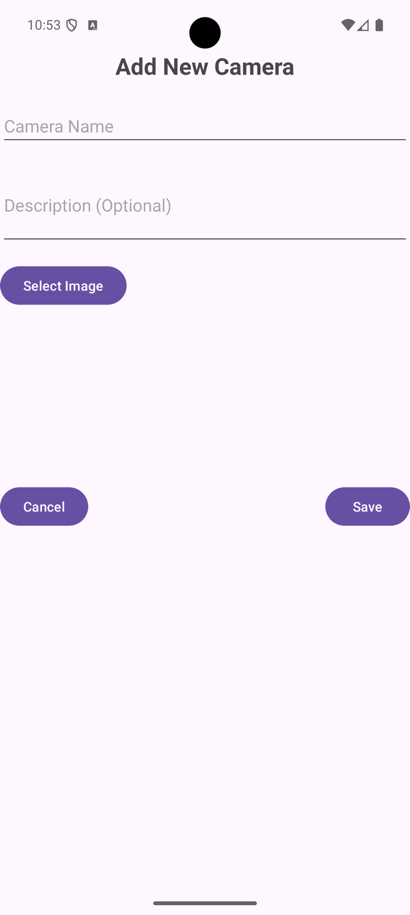 10:53
Add New Camera
Camera Name
Description (Optional)
Select Image
Cancel
Save